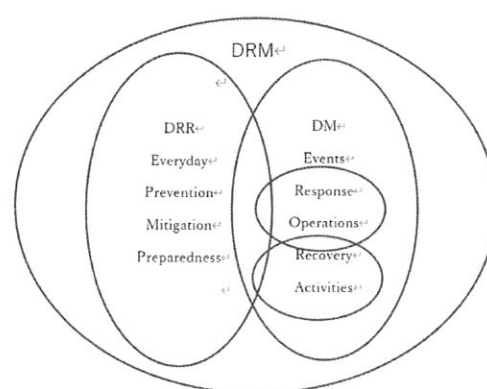 DRM
DRR
Everyday
Prevention
Mitigation
Preparedness
DM
Events
Response
Operations
Recovery
Activities